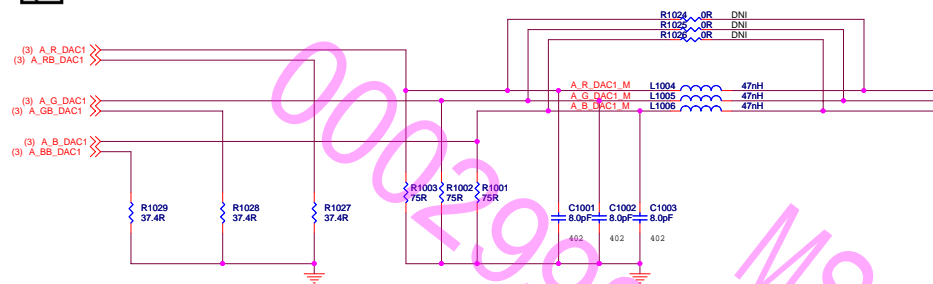 R1024 0R DNI
R1025 0R DNI
R1026 0R DNI
(3) A_R_DAC1
(3) A_RB_DAC1
A_R_DAC1_M L1004 47nH
(3) A_G_DAC1
A_G_DAC1_M L1005 47nH
(3) A_GB_DAC1
A_B_DAC1_M L1006 47nH
(3) A_B_DAC1
(3) A_BB_DAC1
R1003 R1002 R1001
75R 75R 75R
R1029 R1028 R1027
37.4R 37.4R 37.4R
C1001 C1002 C1003
8.0pF 8.0pF 8.0pF
402 402 402
000299
MS